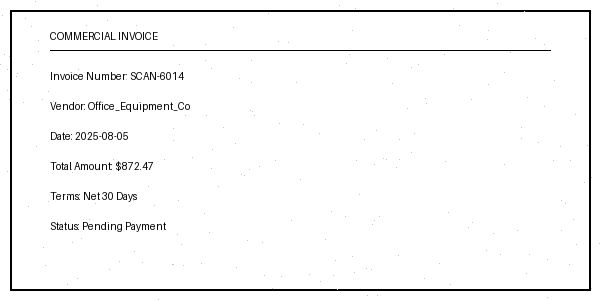 COMMERCIAL INVOICE
Invoice Number: SCAN-6014
Vendor: Office_Equipment_Co
Date: 2025-08-05
Total Amount: $872.47
Terms: Net 30 Days
Status: Pending Payment